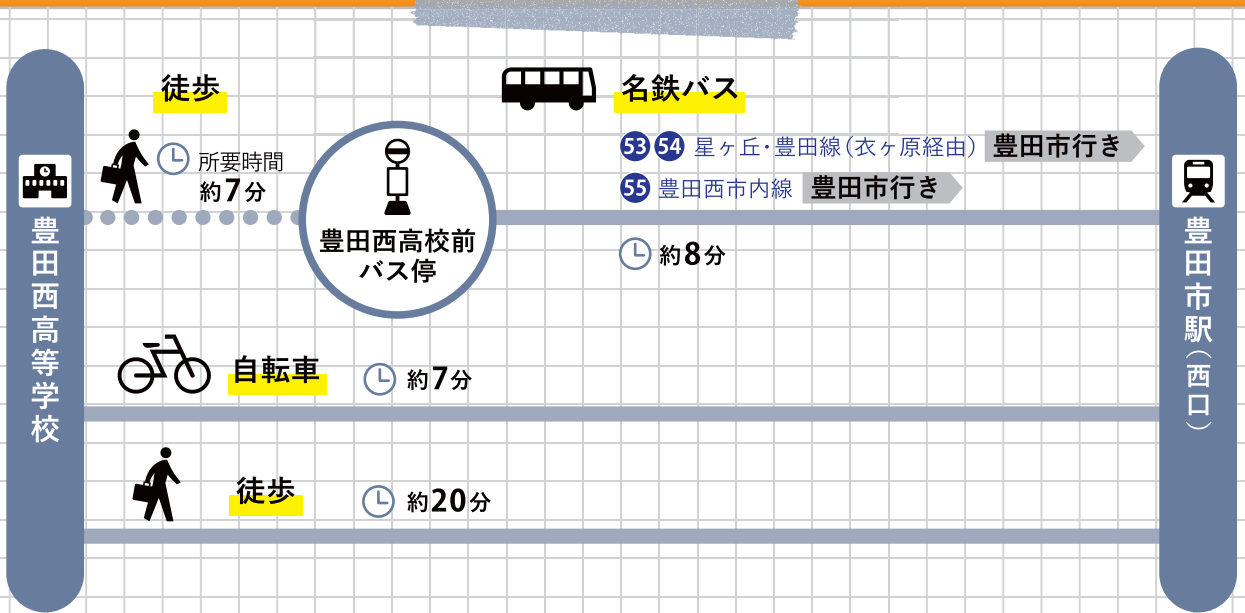 豊田西高等学校
徒歩
所要時間
約7分
豊田西高校前
バス停
名鉄バス
53 54 星ヶ丘・豊田線（衣ヶ原経由） 豊田市行き
55 豊田西市内線 豊田市行き
約8分
自転車 約7分
徒歩 約20分
豊田市駅（西口）